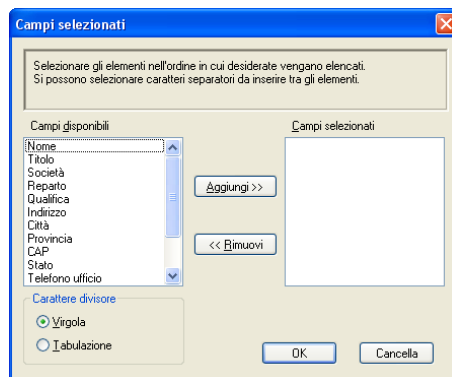 Campi selezionati
Selezionare gli elementi nell'ordine in cui desiderate vengano elencati.
Si possono selezionare caratteri separatori da inserire tra gli elementi.
Campi disponibili
Campi selezionati
Nome
Titolo
Società
Reparto
Qualifica
Indirizzo
Città
Provincia
CAP
Stato
Telefono ufficio
Aggiungi >>
<< Rimuovi
Carattere divisore
Virgola
Tabulazione
OK
Cancella